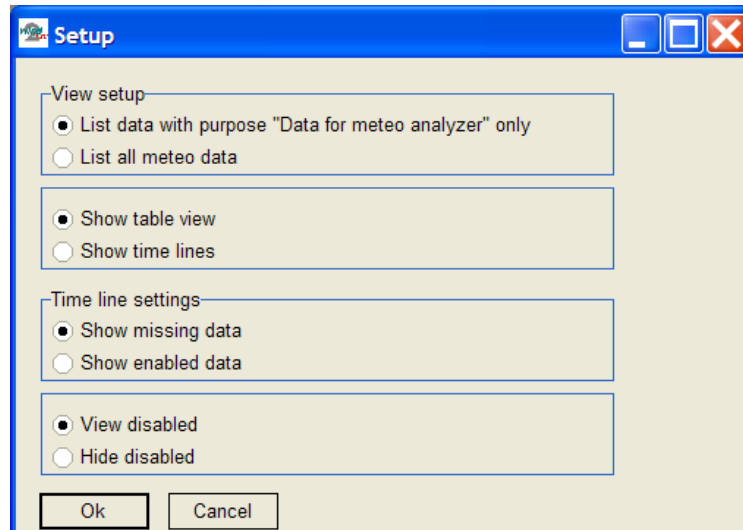 Setup
View setup
List data with purpose "Data for meteo analyzer" only
List all meteo data
Show table view
Show time lines
Time line settings
Show missing data
Show enabled data
View disabled
Hide disabled
Ok Cancel